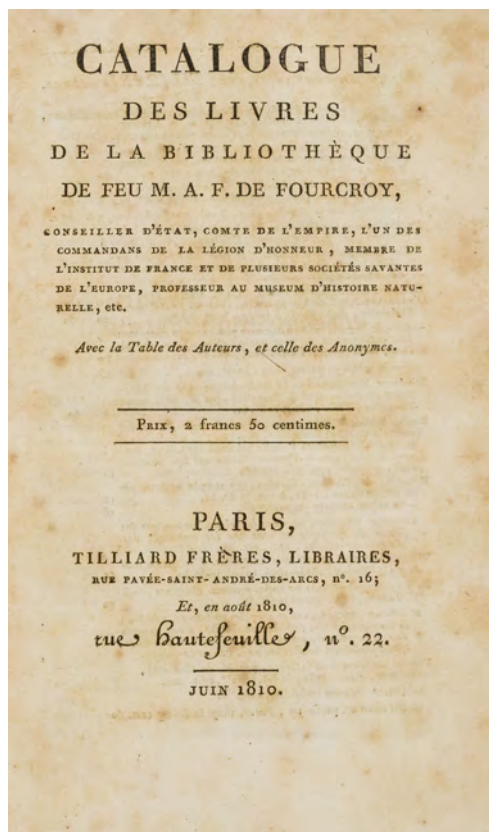 CATALOGUE
DES LIVRES
DE LA BIBLIOTHÈQUE
DE FEU M. A. F. DE FOURCROY,
CONSEILLER D'ÉTAT, COMTE DE L'EMPIRE, L'UN DES
COMMANDANS DE LA LÉGION D'HONNEUR, MEMBRE DE
L'INSTITUT DE FRANCE ET DE PLUSIEURS SOCIÉTÉS SAVANTES
DE L'EUROPE, PROFESSEUR AU MUSEUM D'HISTOIRE NATU-
RELLE, etc.
Avec la Table des Auteurs, et celle des Anonymes.
PRIX, 2 francs 50 centimes.
PARIS,
TILLIARD FRÈRES, LIBRAIRES,
RUE PAVÉE-SAINT-ANDRÉ-DES-ARCS, n°. 16;
Et, en août 1810,
rue Hautefeuille, n°. 22.
JUIN 1810.